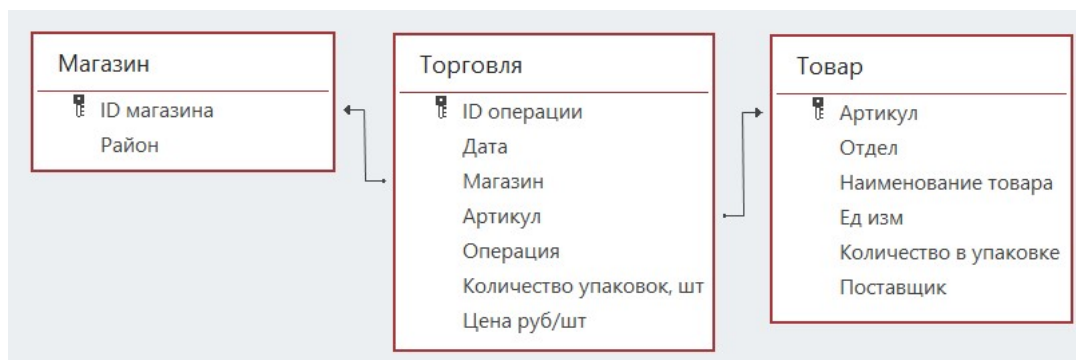 Магазин
ID магазина
Район
Торговля
ID операции
Дата
Магазин
Артикул
Операция
Количество упаковок, шт
Цена руб/шт
Товар
Артикул
Отдел
Наименование товара
Ед изм
Количество в упаковке
Поставщик